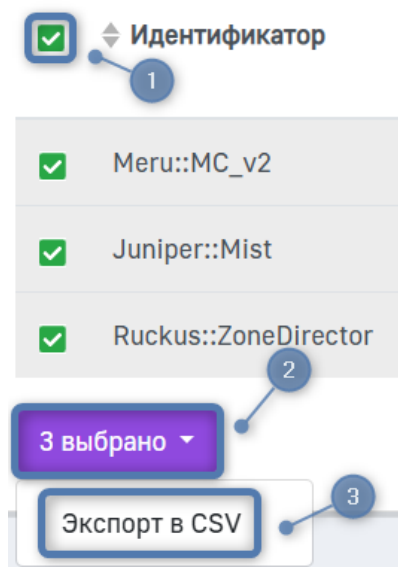 Идентификатор
1
Meru::MC_v2
Juniper::Mist
Ruckus::ZoneDirector
2
3 выбрано
3
Экспорт в CSV